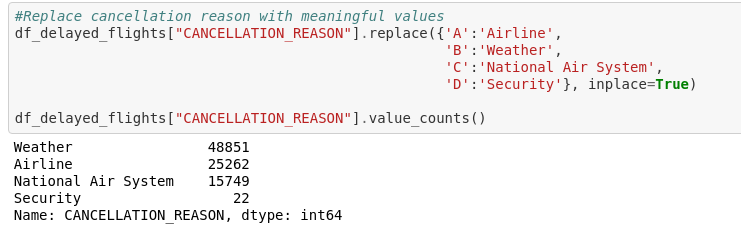 #Replace cancellation reason with meaningful values
df_delayed_flights["CANCELLATION_REASON"].replace({'A':'Airline',
'B':'Weather',
'C':'National Air System',
'D':'Security'}, inplace=True)
df_delayed_flights["CANCELLATION_REASON"].value_counts()
Weather 48851
Airline 25262
National Air System 15749
Security 22
Name: CANCELLATION_REASON, dtype: int64